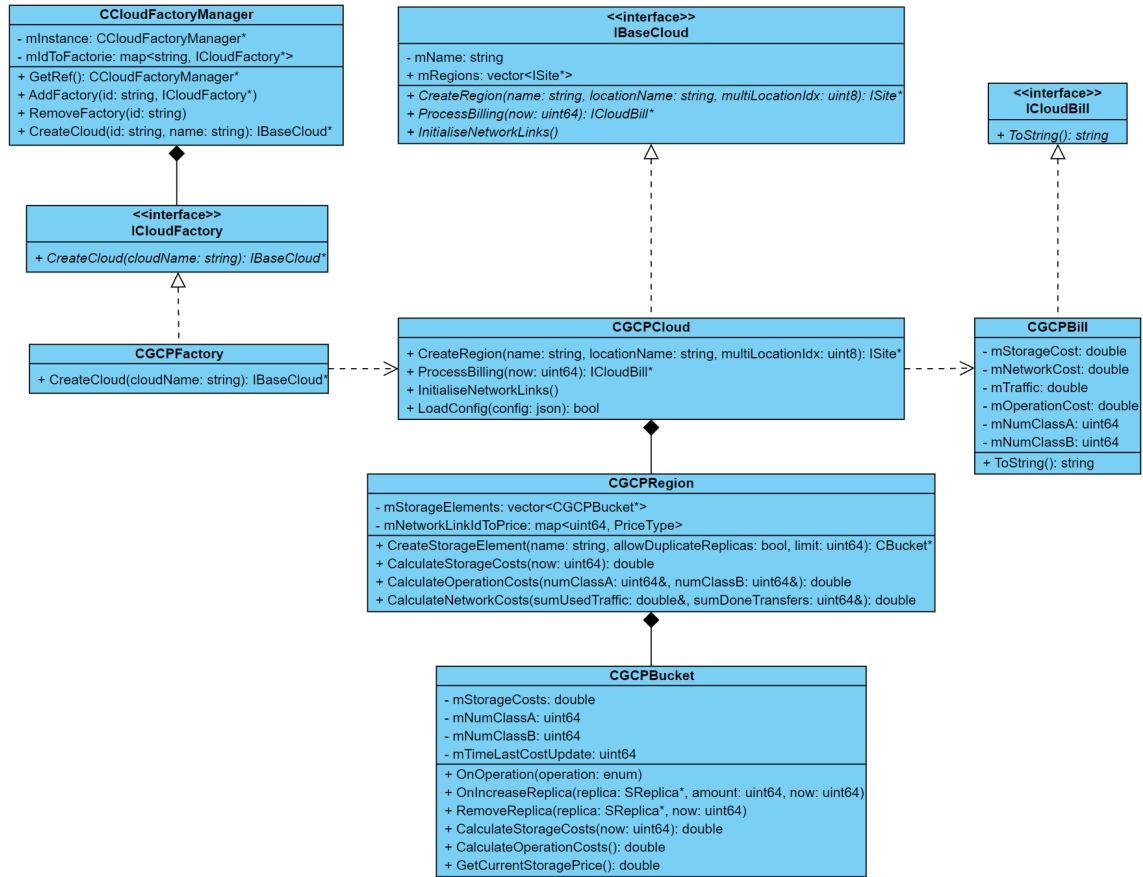 CCloudFactoryManager
- mInstance: CCloudFactoryManager*
- mIdToFactorie: map<string, ICloudFactory*>
+ GetRef(): CCloudFactoryManager*
+ AddFactory(id: string, ICloudFactory*)
+ RemoveFactory(id: string)
+ CreateCloud(id: string, name: string): IBaseCloud*
<<interface>>
IBaseCloud
- mName: string
+ mRegions: vector<ISite*>
+ CreateRegion(name: string, locationName: string, multiLocationIdx: uint8): ISite*
+ ProcessBilling(now: uint64): ICloudBill*
+ InitialiseNetworkLinks()
<<interface>>
ICloudBill
+ ToString(): string
<<interface>>
ICloudFactory
+ CreateCloud(cloudName: string): IBaseCloud*
CGCPFactory
+ CreateCloud(cloudName: string): IBaseCloud*
CGCPCloud
+ CreateRegion(name: string, locationName: string, multiLocationIdx: uint8): ISite*
+ ProcessBilling(now: uint64): ICloudBill*
+ InitialiseNetworkLinks()
+ LoadConfig(config: json): bool
CGCPBill
- mStorageCost: double
- mNetworkCost: double
- mTraffic: double
- mOperationCost: double
- mNumClassA: uint64
- mNumClassB: uint64
+ ToString(): string
CGCPRegion
- mStorageElements: vector<CGCPBucket*>
- mNetworkLinkIdToPrice: map<uint64, PriceType>
+ CreateStorageElement(name: string, allowDuplicateReplicas: bool, limit: uint64): CBucket*
+ CalculateStorageCosts(now: uint64): double
+ CalculateOperationCosts(numClassA: uint64&, numClassB: uint64&): double
+ CalculateNetworkCosts(sumUsedTraffic: double&, sumDoneTransfers: uint64&): double
CGCPBucket
- mStorageCosts: double
- mNumClassA: uint64
- mNumClassB: uint64
- mTimeLastCostUpdate: uint64
+ OnOperation(operation: enum)
+ OnIncreaseReplica(replica: SReplica*, amount: uint64, now: uint64)
+ RemoveReplica(replica: SReplica*, now: uint64)
+ CalculateStorageCosts(now: uint64): double
+ CalculateOperationCosts(): double
+ GetCurrentStoragePrice(): double